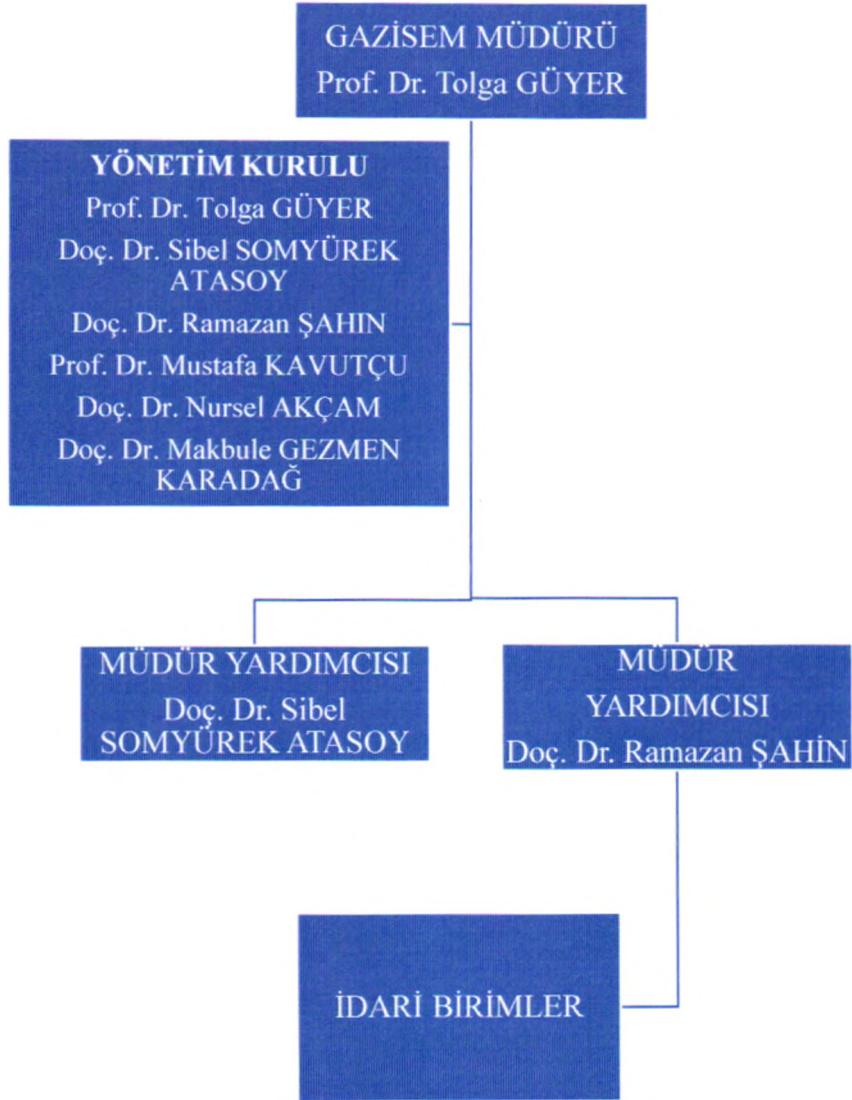 GAZİSEM MÜDÜRÜ
Prof. Dr. Tolga GÜYER
YÖNETİM KURULU
Prof. Dr. Tolga GÜYER
Doç. Dr. Sibel SOMYÜREK
ATASOY
Doç. Dr. Ramazan ŞAHIN
Prof. Dr. Mustafa KAVUTÇU
Doç. Dr. Nursel AKÇAM
Doç. Dr. Makbule GEZMEN
KARADAĞ
MÜDÜR YARDIMCISI
Doç. Dr. Sibel
SOMYÜREK ATASOY
MÜDÜR
YARDIMCISI
Doç. Dr. Ramazan ŞAHİN
İDARİ BİRİMLER